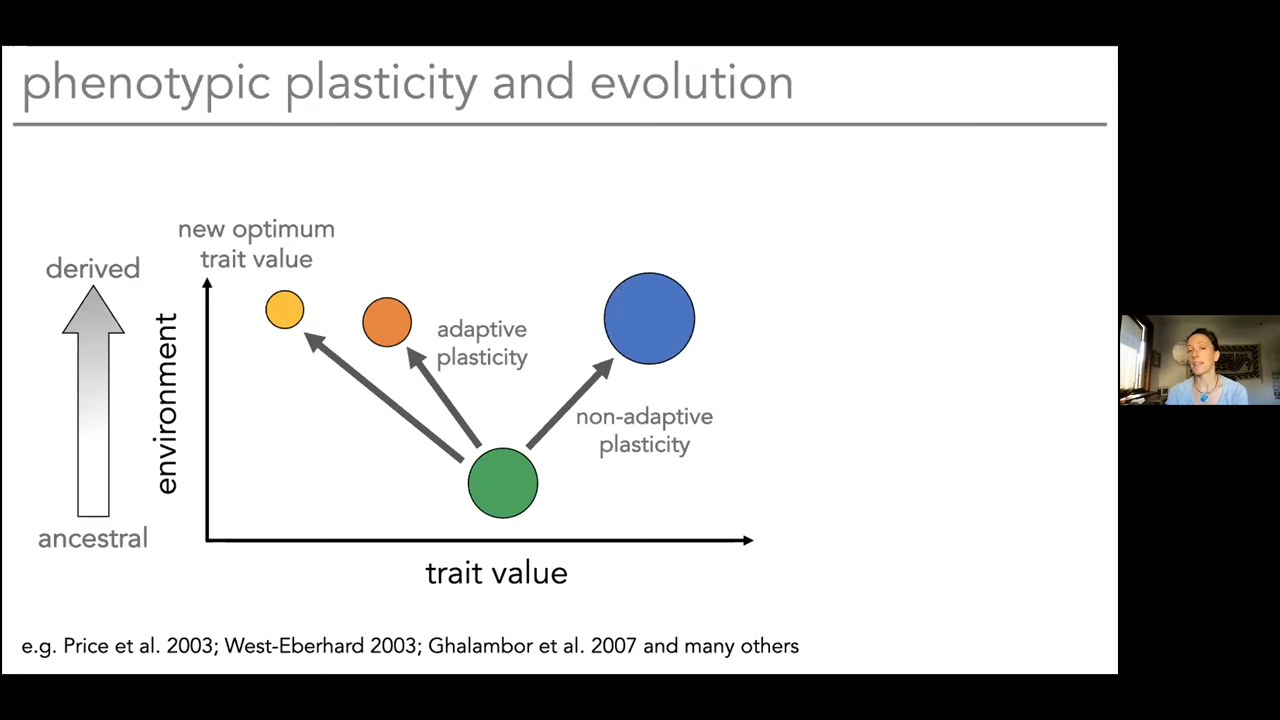 phenotypic plasticity and evolution
new optimum
trait value
derived
adaptive
plasticity
environment
non-adaptive
plasticity
ancestral
trait value
e.g. Price et al. 2003; West-Eberhard 2003; Ghalambor et al. 2007 and many others